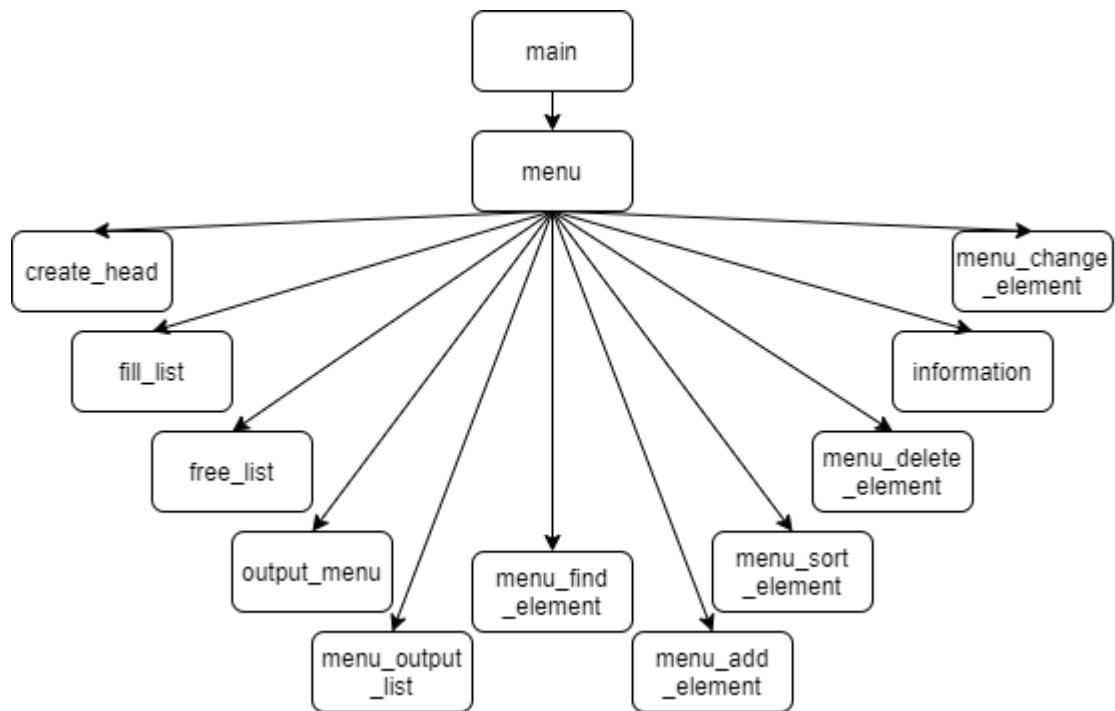 main
menu
create_head
menu_change
_element
fill_list
information
free_list
menu_delete
_element
output_menu
menu_find
_element
menu_sort
_element
menu_output
_list
menu_add
_element